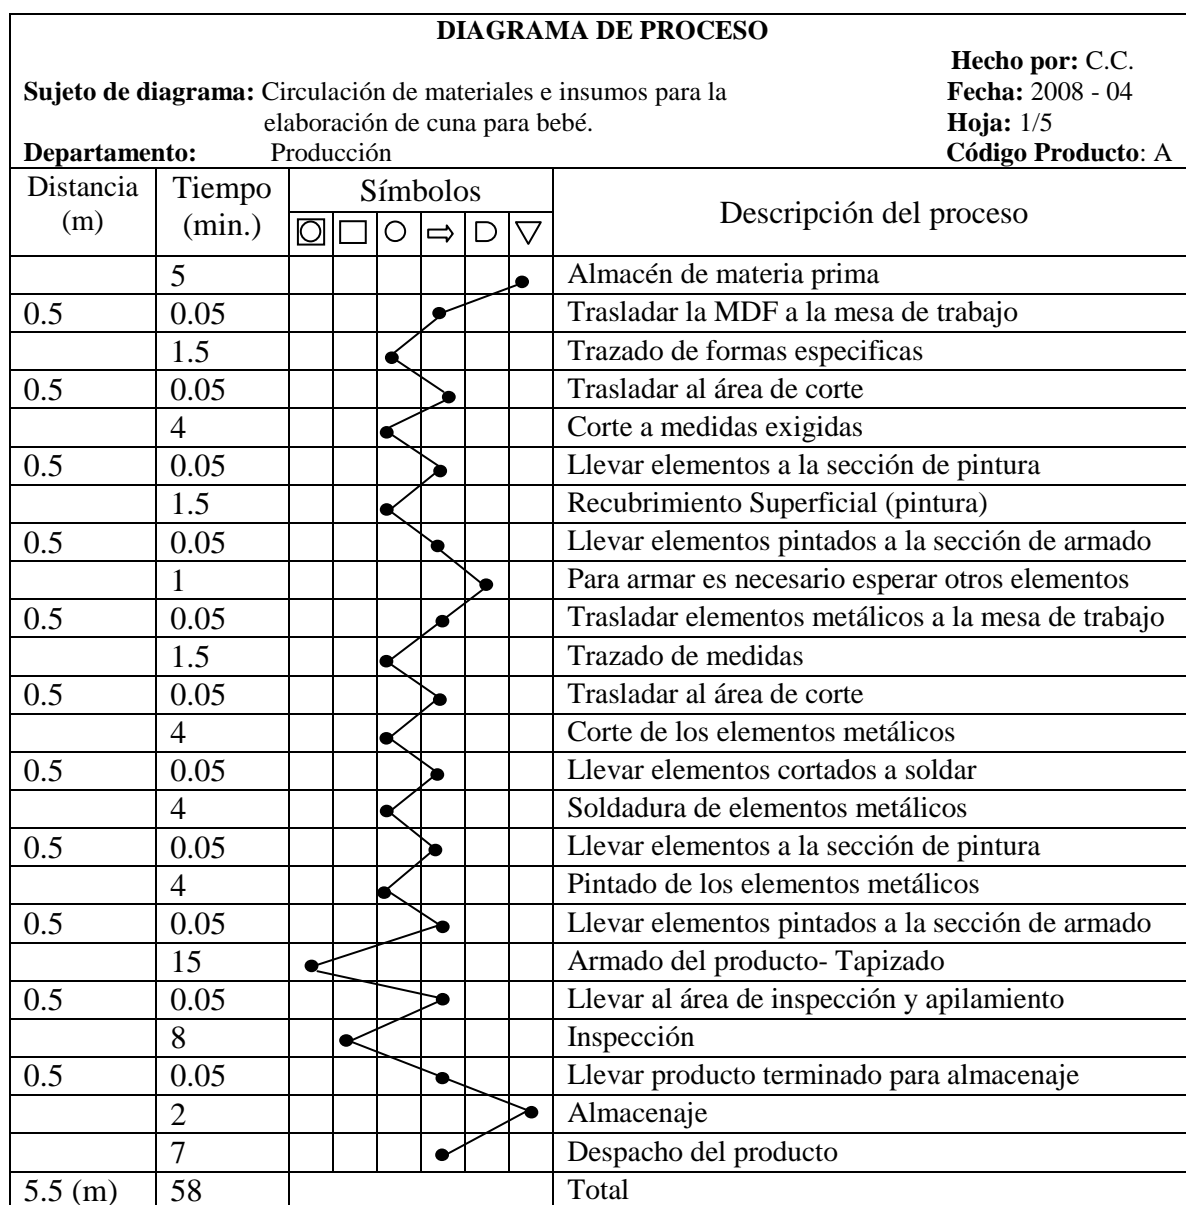 DIAGRAMA DE PROCESO
Hecho por: C.C.
Sujeto de diagrama: Circulación de materiales e insumos para la Fecha: 2008 - 04
elaboración de cuna para bebé. Hoja: 1/5
Departamento: Producción Código Producto: A
Distancia (m) Tiempo (min.) Símbolos Descripción del proceso
5 Almacén de materia prima
0.5 0.05 Trasladar la MDF a la mesa de trabajo
1.5 Trazado de formas especificas
0.5 0.05 Trasladar al área de corte
4 Corte a medidas exigidas
0.5 0.05 Llevar elementos a la sección de pintura
1.5 Recubrimiento Superficial (pintura)
0.5 0.05 Llevar elementos pintados a la sección de armado
1 Para armar es necesario esperar otros elementos
0.5 0.05 Trasladar elementos metálicos a la mesa de trabajo
1.5 Trazado de medidas
0.5 0.05 Trasladar al área de corte
4 Corte de los elementos metálicos
0.5 0.05 Llevar elementos cortados a soldar
4 Soldadura de elementos metálicos
0.5 0.05 Llevar elementos a la sección de pintura
4 Pintado de los elementos metálicos
0.5 0.05 Llevar elementos pintados a la sección de armado
15 Armado del producto- Tapizado
0.5 0.05 Llevar al área de inspección y apilamiento
8 Inspección
0.5 0.05 Llevar producto terminado para almacenaje
2 Almacenaje
7 Despacho del producto
5.5 (m) 58 Total